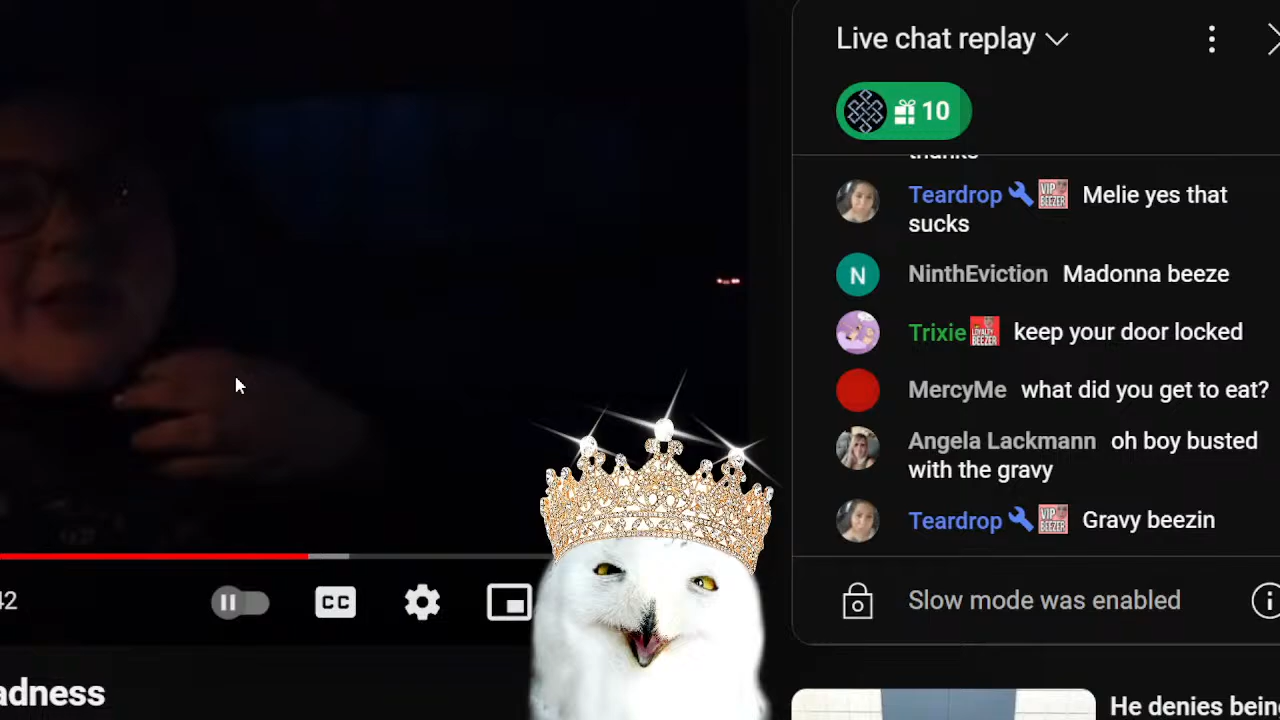 Live chat replay
10
thanks
Teardrop VIP BEEZER Melie yes that
sucks
N NinthEviction Madonna beeze
Trixie LOYALTY BEEZER keep your door locked
MercyMe what did you get to eat?
Angela Lackmann oh boy busted
with the gravy
Teardrop VIP BEEZER Gravy beezin
42
CC
Slow mode was enabled
adness
He denies bein